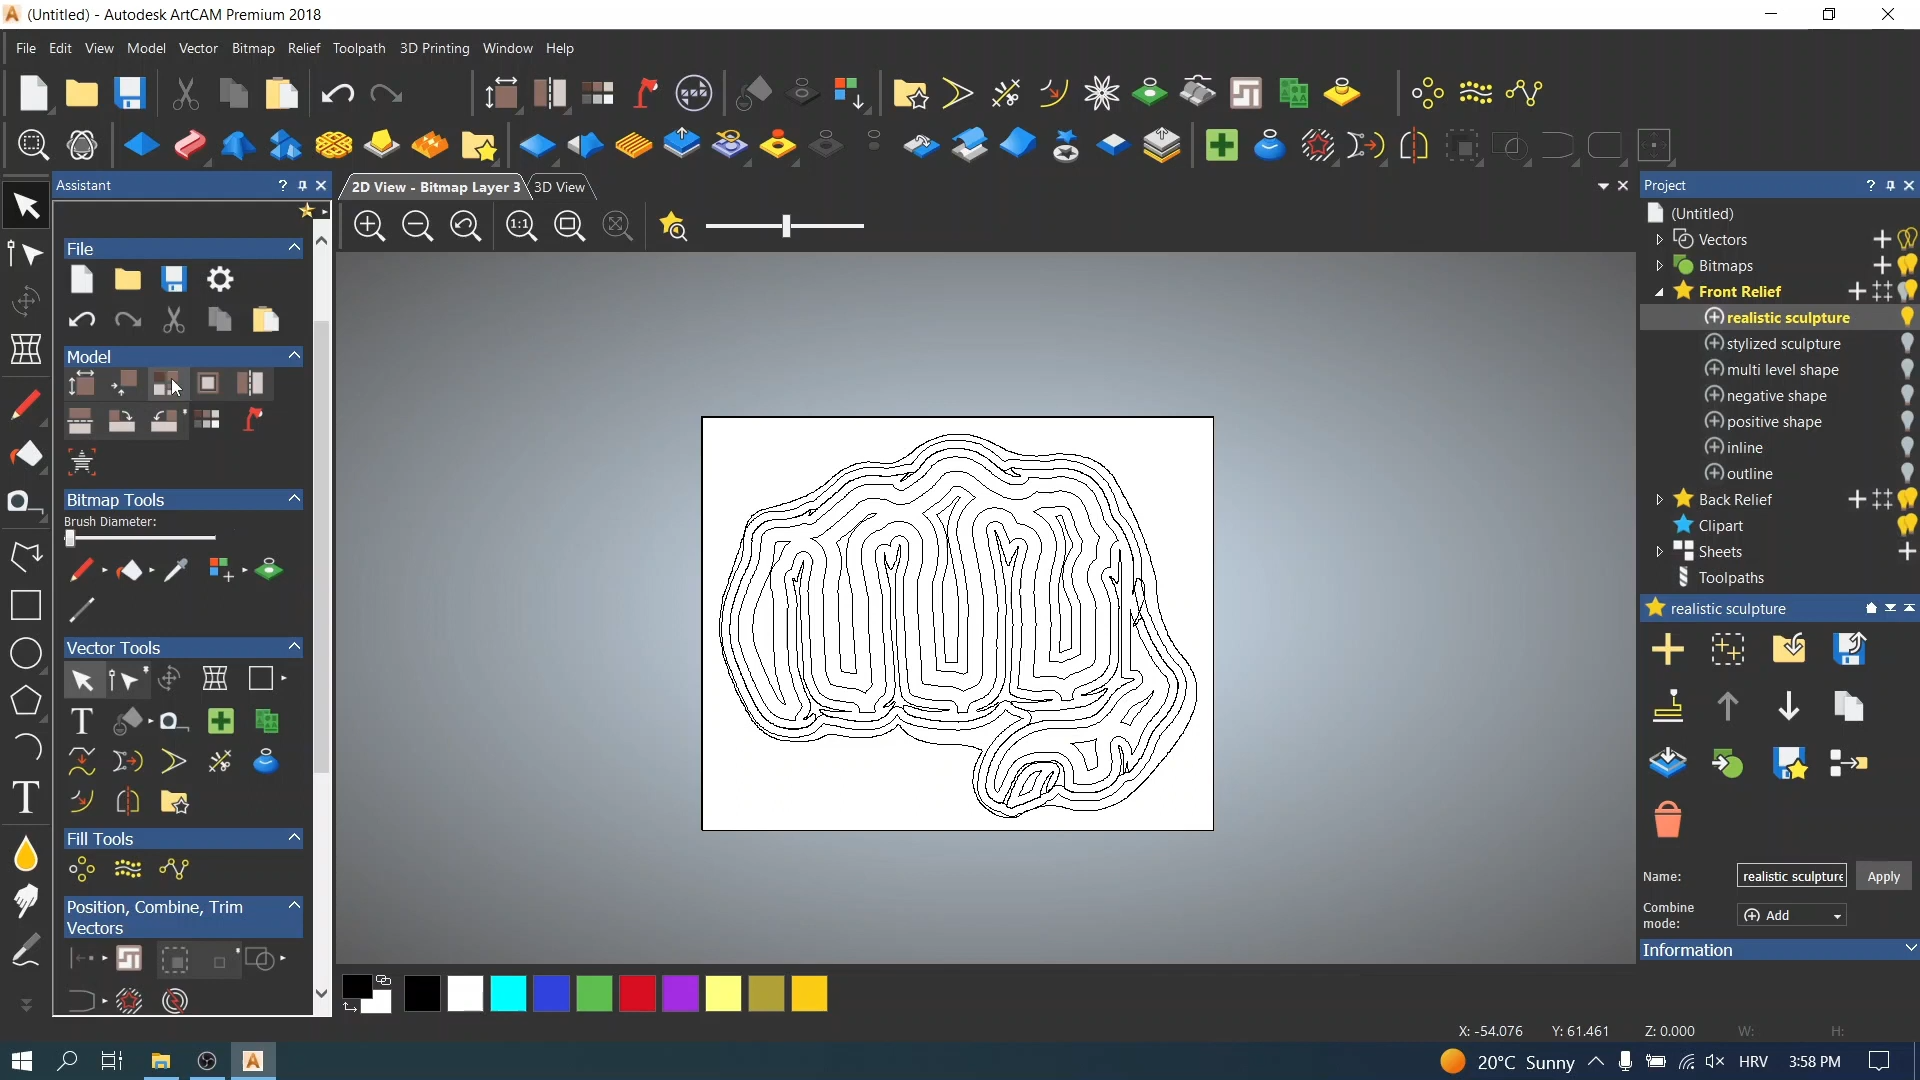 (Untitled) - Autodesk ArtCAM Premium 2018
File Edit View Model Vector Bitmap Relief Toolpath 3D Printing Window Help
Assistant
2D View - Bitmap Layer 3
3D View
Project
1:1
File
Model
Bitmap Tools
Brush Diameter:
Vector Tools
Fill Tools
Position, Combine, Trim
Vectors
(Untitled)
Vectors
Bitmaps
Front Relief
realistic sculpture
stylized sculpture
multi level shape
negative shape
positive shape
inline
outline
Back Relief
Clipart
Sheets
Toolpaths
realistic sculpture
Name:
realistic sculpture
Apply
Combine
mode:
Add
Information
X: -54.076 Y: 61.461 Z: 0.000 W: H:
20°C Sunny
HRV
3:58 PM